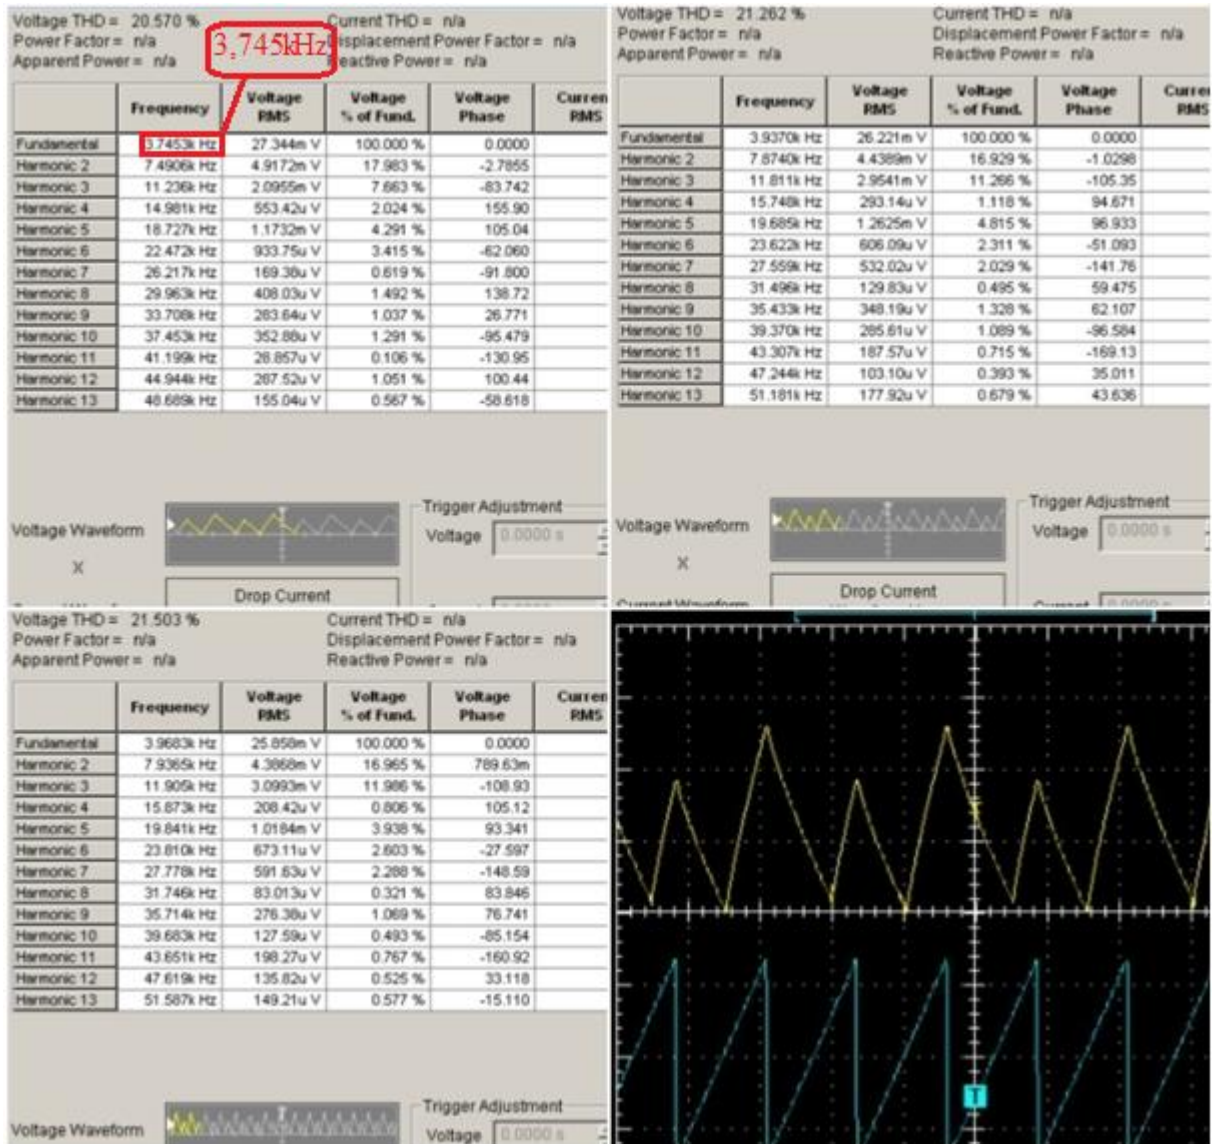 Voltage THD = 20.570 % Current THD = n/a
Power Factor = n/a Displacement Power Factor = n/a
Apparent Power = n/a Reactive Power = n/a
3,745kHz
Frequency Voltage RMS Voltage % of Fund. Voltage Phase Curren RMS
Fundamental 3.7453k Hz 27.344m V 100.000 % 0.0000
Harmonic 2 7.4906k Hz 4.9172m V 17.983 % -2.7855
Harmonic 3 11.236k Hz 2.0955m V 7.663 % -83.742
Harmonic 4 14.981k Hz 553.42u V 2.024 % 155.90
Harmonic 5 18.727k Hz 1.1732m V 4.291 % 105.04
Harmonic 6 22.472k Hz 933.75u V 3.415 % -62.060
Harmonic 7 26.217k Hz 169.38u V 0.619 % -91.800
Harmonic 8 29.963k Hz 408.03u V 1.492 % 138.72
Harmonic 9 33.708k Hz 283.64u V 1.037 % 26.771
Harmonic 10 37.453k Hz 352.88u V 1.291 % -95.479
Harmonic 11 41.199k Hz 28.857u V 0.106 % -130.95
Harmonic 12 44.944k Hz 287.52u V 1.051 % 100.44
Harmonic 13 48.689k Hz 155.04u V 0.567 % -58.618
Trigger Adjustment
Voltage Waveform Voltage 0.0000 s
X
Drop Current
Voltage THD = 21.262 % Current THD = n/a
Power Factor = n/a Displacement Power Factor = n/a
Apparent Power = n/a Reactive Power = n/a
Frequency Voltage RMS Voltage % of Fund. Voltage Phase Curre RMS
Fundamental 3.9370k Hz 26.221m V 100.000 % 0.0000
Harmonic 2 7.8740k Hz 4.4389m V 16.929 % -1.0298
Harmonic 3 11.811k Hz 2.9541m V 11.266 % -105.35
Harmonic 4 15.748k Hz 293.14u V 1.118 % 94.671
Harmonic 5 19.685k Hz 1.2625m V 4.815 % 96.933
Harmonic 6 23.622k Hz 606.09u V 2.311 % -51.093
Harmonic 7 27.559k Hz 532.02u V 2.029 % -141.76
Harmonic 8 31.496k Hz 129.83u V 0.495 % 59.475
Harmonic 9 35.433k Hz 348.19u V 1.328 % 62.107
Harmonic 10 39.370k Hz 285.61u V 1.089 % -96.584
Harmonic 11 43.307k Hz 187.57u V 0.715 % -169.13
Harmonic 12 47.244k Hz 103.10u V 0.393 % 35.011
Harmonic 13 51.181k Hz 177.92u V 0.679 % 43.636
Trigger Adjustment
Voltage Waveform Voltage 0.0000 s
X
Drop Current
Voltage THD = 21.503 % Current THD = n/a
Power Factor = n/a Displacement Power Factor = n/a
Apparent Power = n/a Reactive Power = n/a
Frequency Voltage RMS Voltage % of Fund. Voltage Phase Curren RMS
Fundamental 3.9683k Hz 25.858m V 100.000 % 0.0000
Harmonic 2 7.9365k Hz 4.3868m V 16.965 % 789.63m
Harmonic 3 11.905k Hz 3.0993m V 11.986 % -108.93
Harmonic 4 15.873k Hz 208.42u V 0.806 % 105.12
Harmonic 5 19.841k Hz 1.0184m V 3.938 % 93.341
Harmonic 6 23.810k Hz 673.11u V 2.603 % -27.597
Harmonic 7 27.778k Hz 591.63u V 2.288 % -148.59
Harmonic 8 31.746k Hz 83.013u V 0.321 % 83.846
Harmonic 9 35.714k Hz 276.38u V 1.069 % 76.741
Harmonic 10 39.683k Hz 127.59u V 0.493 % -85.154
Harmonic 11 43.651k Hz 198.27u V 0.767 % -160.92
Harmonic 12 47.619k Hz 135.82u V 0.525 % 33.118
Harmonic 13 51.587k Hz 149.21u V 0.577 % -15.110
Trigger Adjustment
Voltage Waveform Voltage 0.0000 s
T